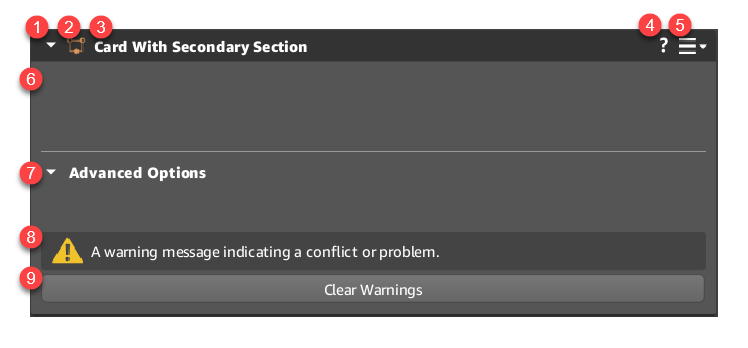 1 2 3 4 5
Card With Secondary Section ?
6
7 Advanced Options
8 A warning message indicating a conflict or problem.
9
Clear Warnings